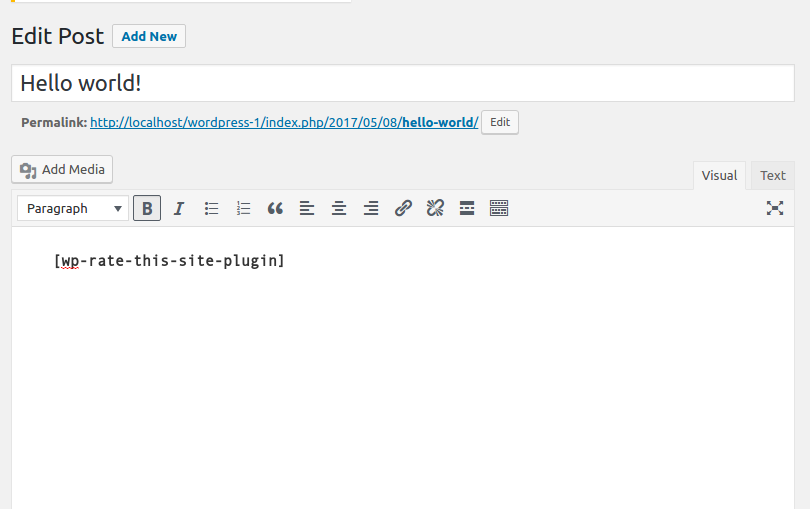 Edit Post Add New
Hello world!
Permalink: http://localhost/wordpress-1/index.php/2017/05/08/hello-world/ Edit
Add Media
Visual Text
Paragraph B I
[wp-rate-this-site-plugin]